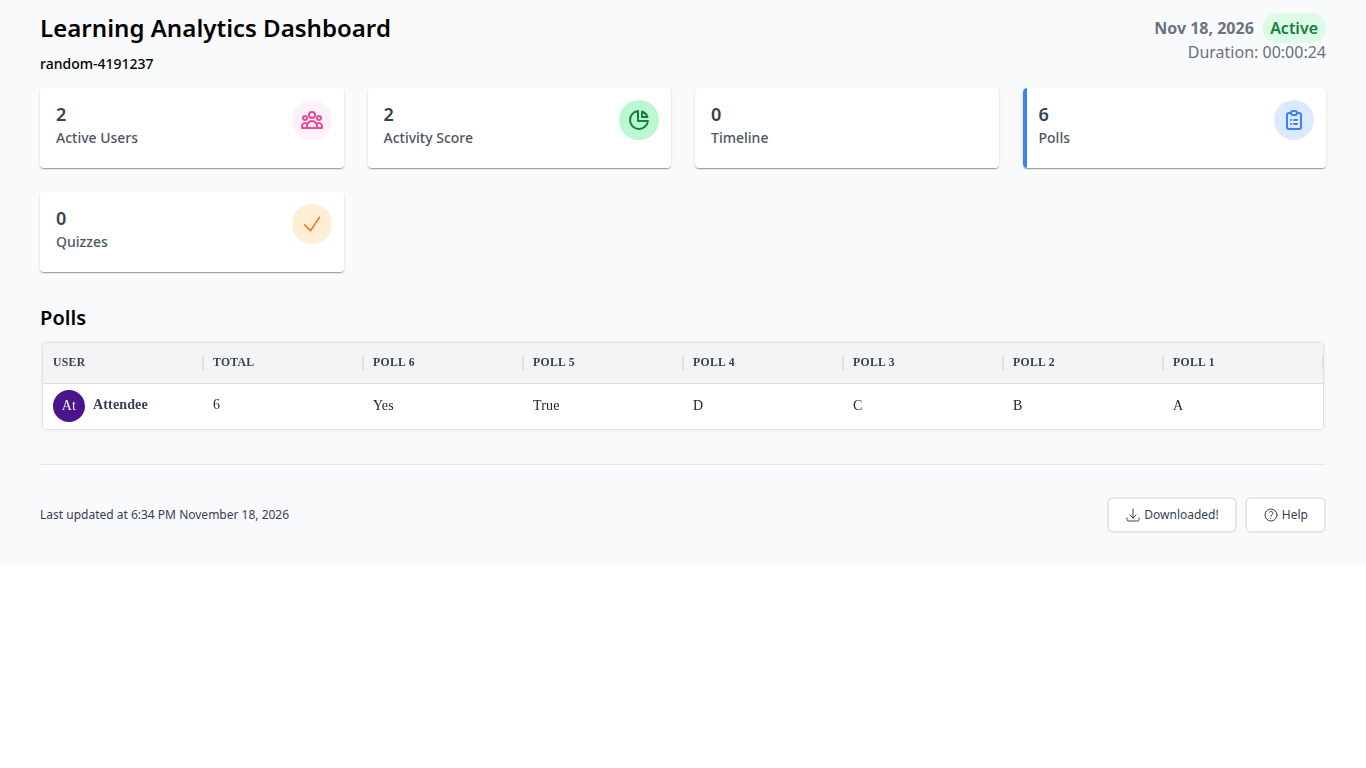 Learning Analytics Dashboard
Nov 18, 2026 Active
random-4191237
Duration: 00:00:24
2
Active Users
2
Activity Score
0
Timeline
6
Polls
0
Quizzes
Polls
USER TOTAL POLL 6 POLL 5 POLL 4 POLL 3 POLL 2 POLL 1
At Attendee 6 Yes True D C B A
Last updated at 6:34 PM November 18, 2026
Downloaded! Help